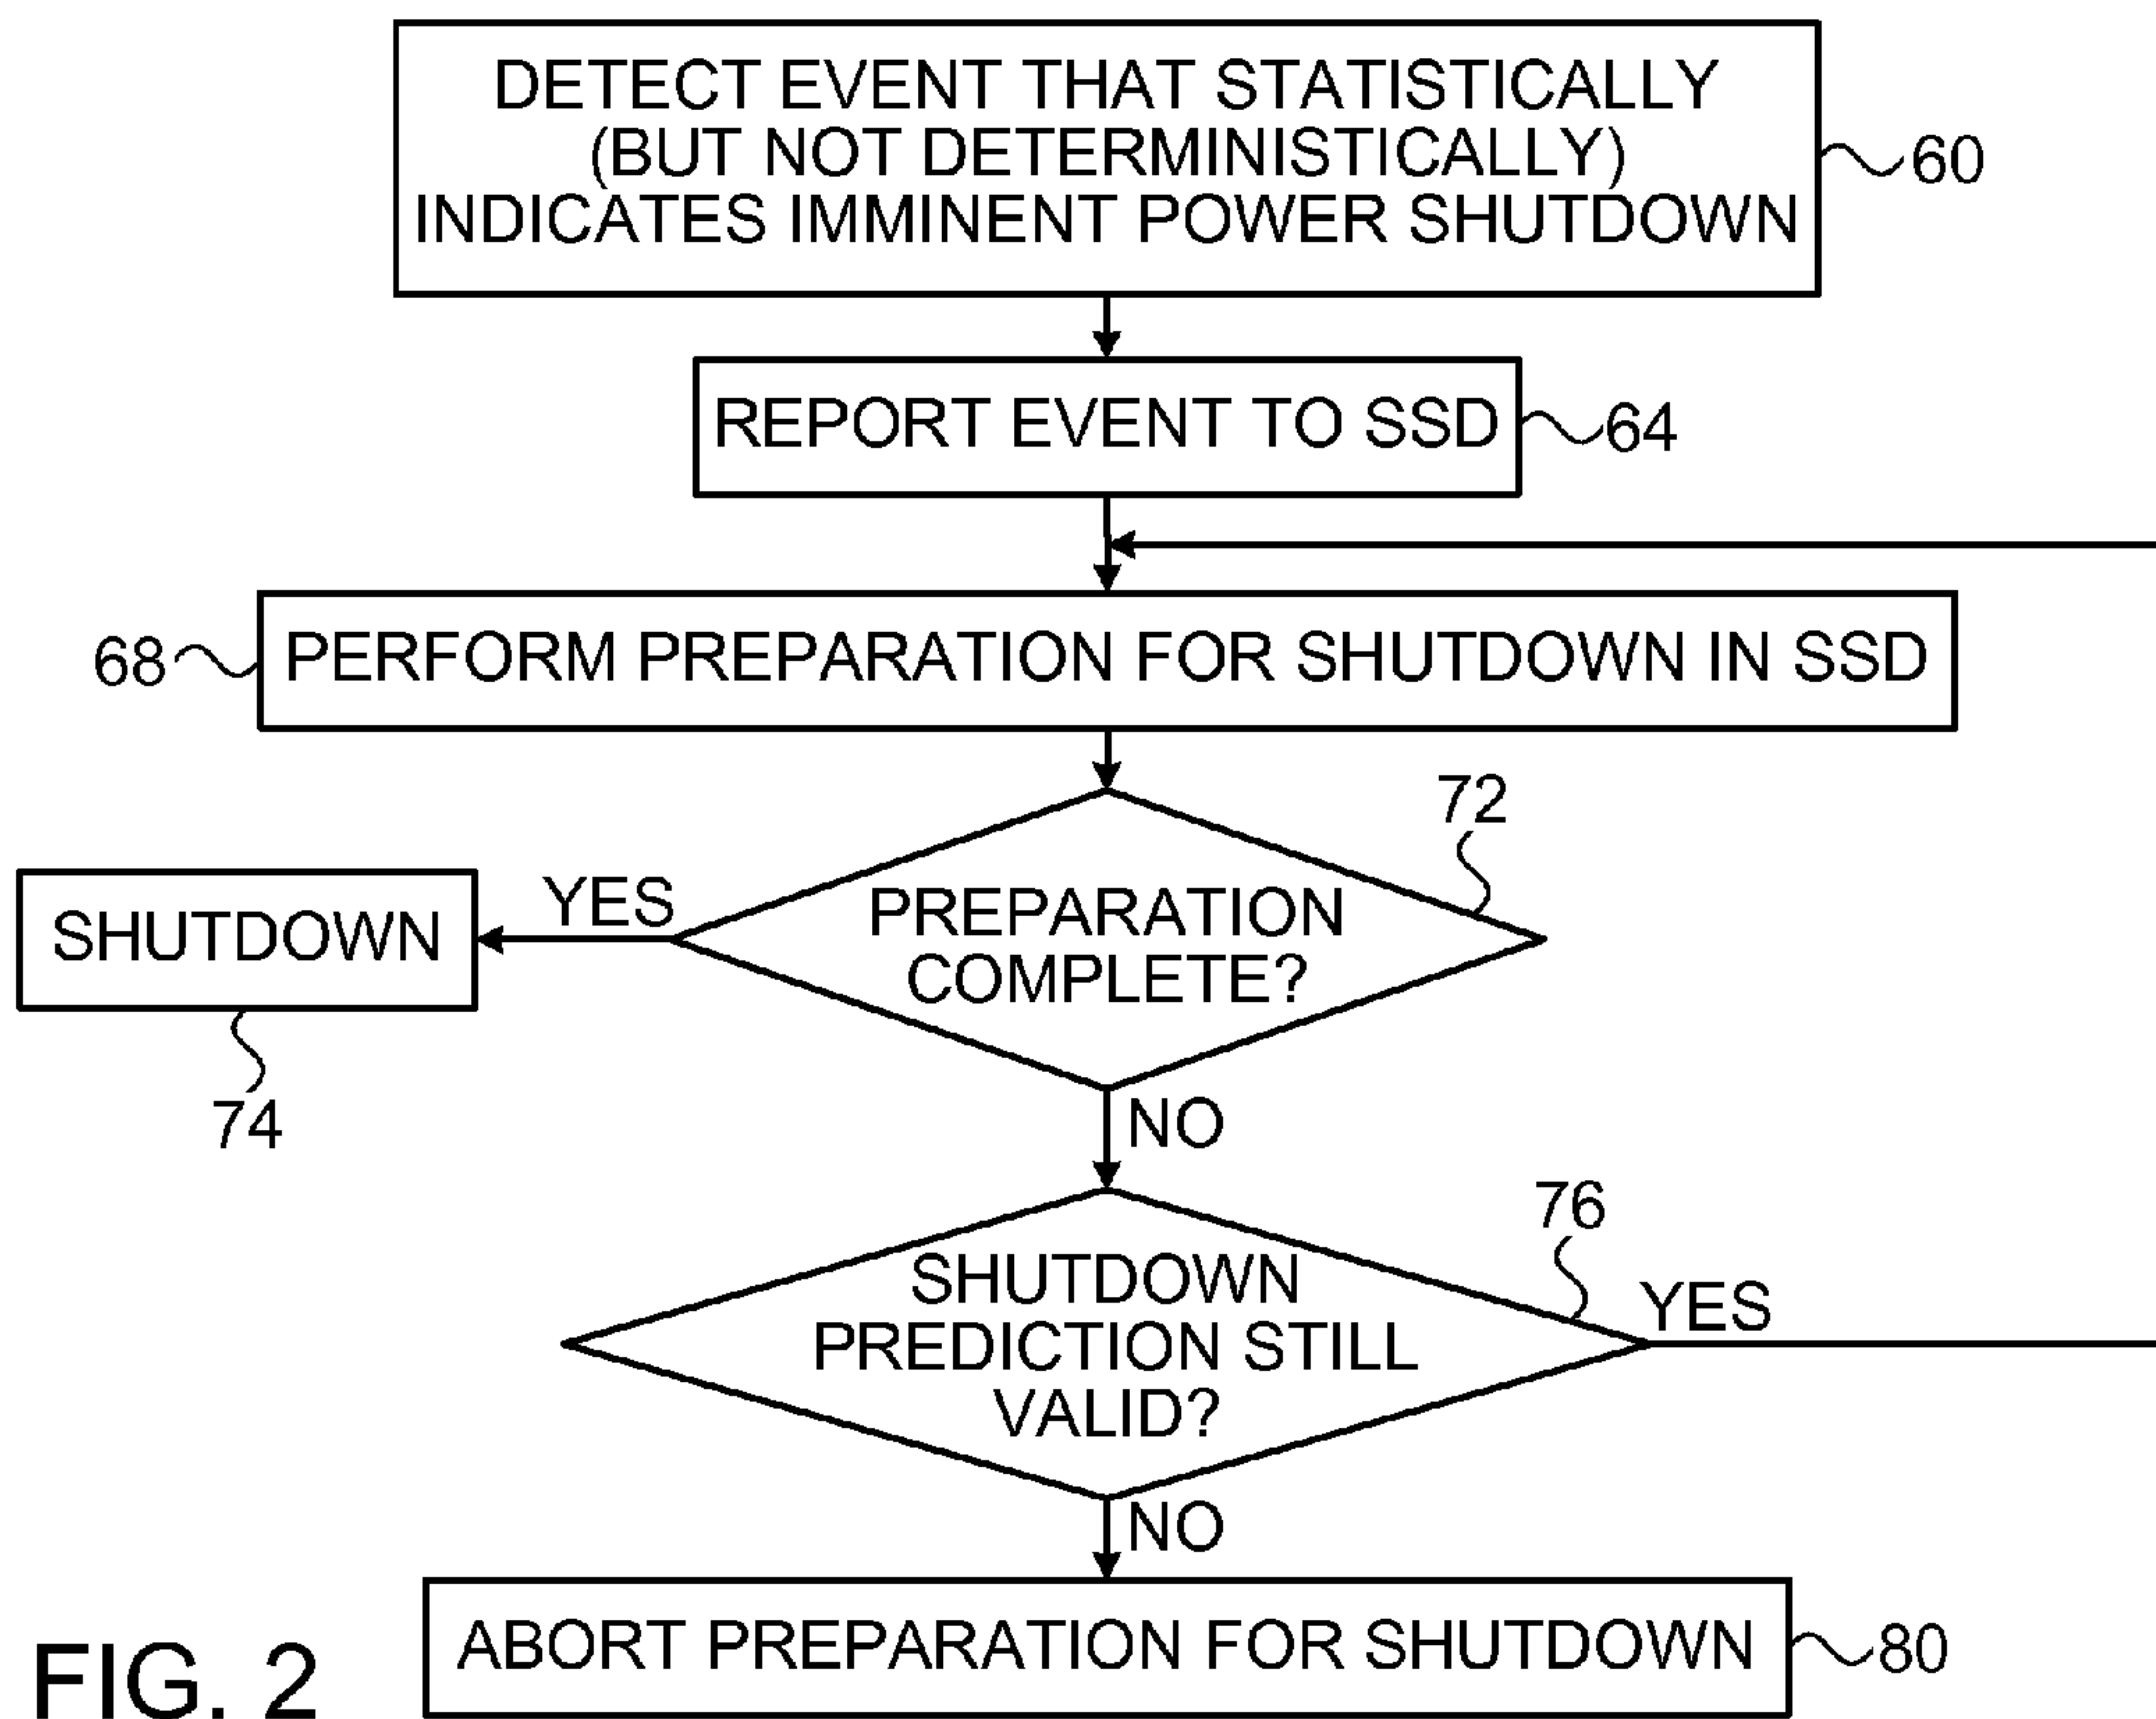 DETECT EVENT THAT STATISTICALLY
(BUT NOT DETERMINISTICALLY)
INDICATES IMMINENT POWER SHUTDOWN
60
REPORT EVENT TO SSD
64
68
PERFORM PREPARATION FOR SHUTDOWN IN SSD
72
PREPARATION
COMPLETE?
YES
SHUTDOWN
74
NO
76
SHUTDOWN
PREDICTION STILL
VALID?
YES
NO
ABORT PREPARATION FOR SHUTDOWN
80
FIG. 2